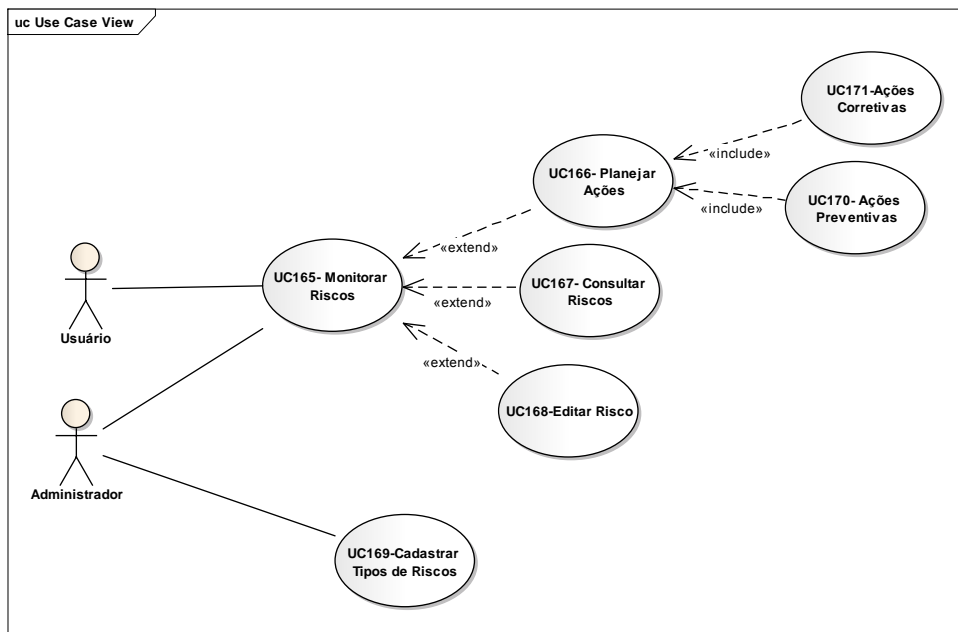 uc Use Case View
UC171-Ações
Corretivas
«include»
UC166- Planejar
Ações
UC170- Ações
Preventivas
«include»
«extend»
UC165- Monitorar
Riscos
UC167- Consultar
Riscos
«extend»
Usuário
«extend»
UC168-Editar Risco
Administrador
UC169-Cadastrar
Tipos de Riscos